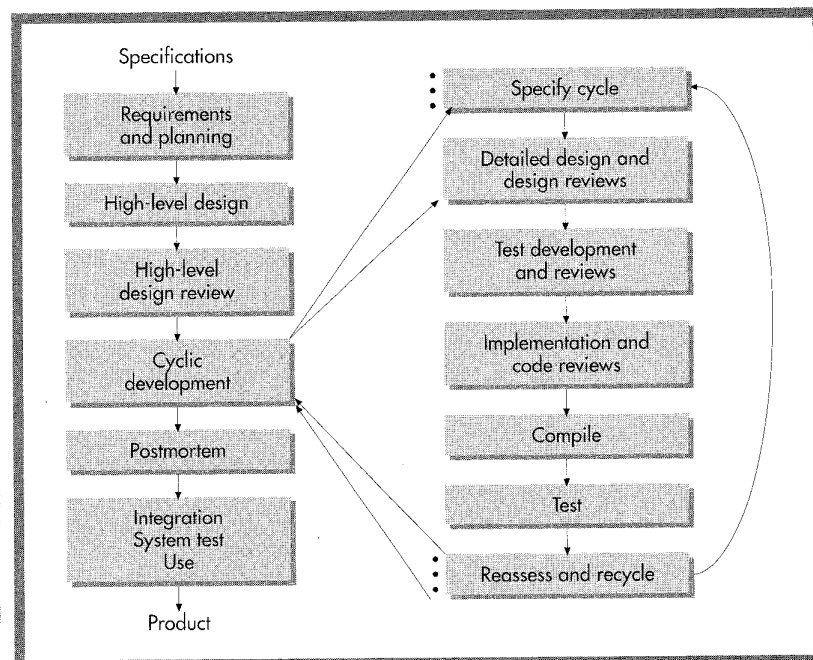 Specifications
Requirements
and planning
High-level design
High-level
design review
Cyclic
development
Postmortem
Integration
System test
Use
Product
Specify cycle
Detailed design and
design reviews
Test development
and reviews
Implementation and
code reviews
Compile
Test
Reassess and recycle